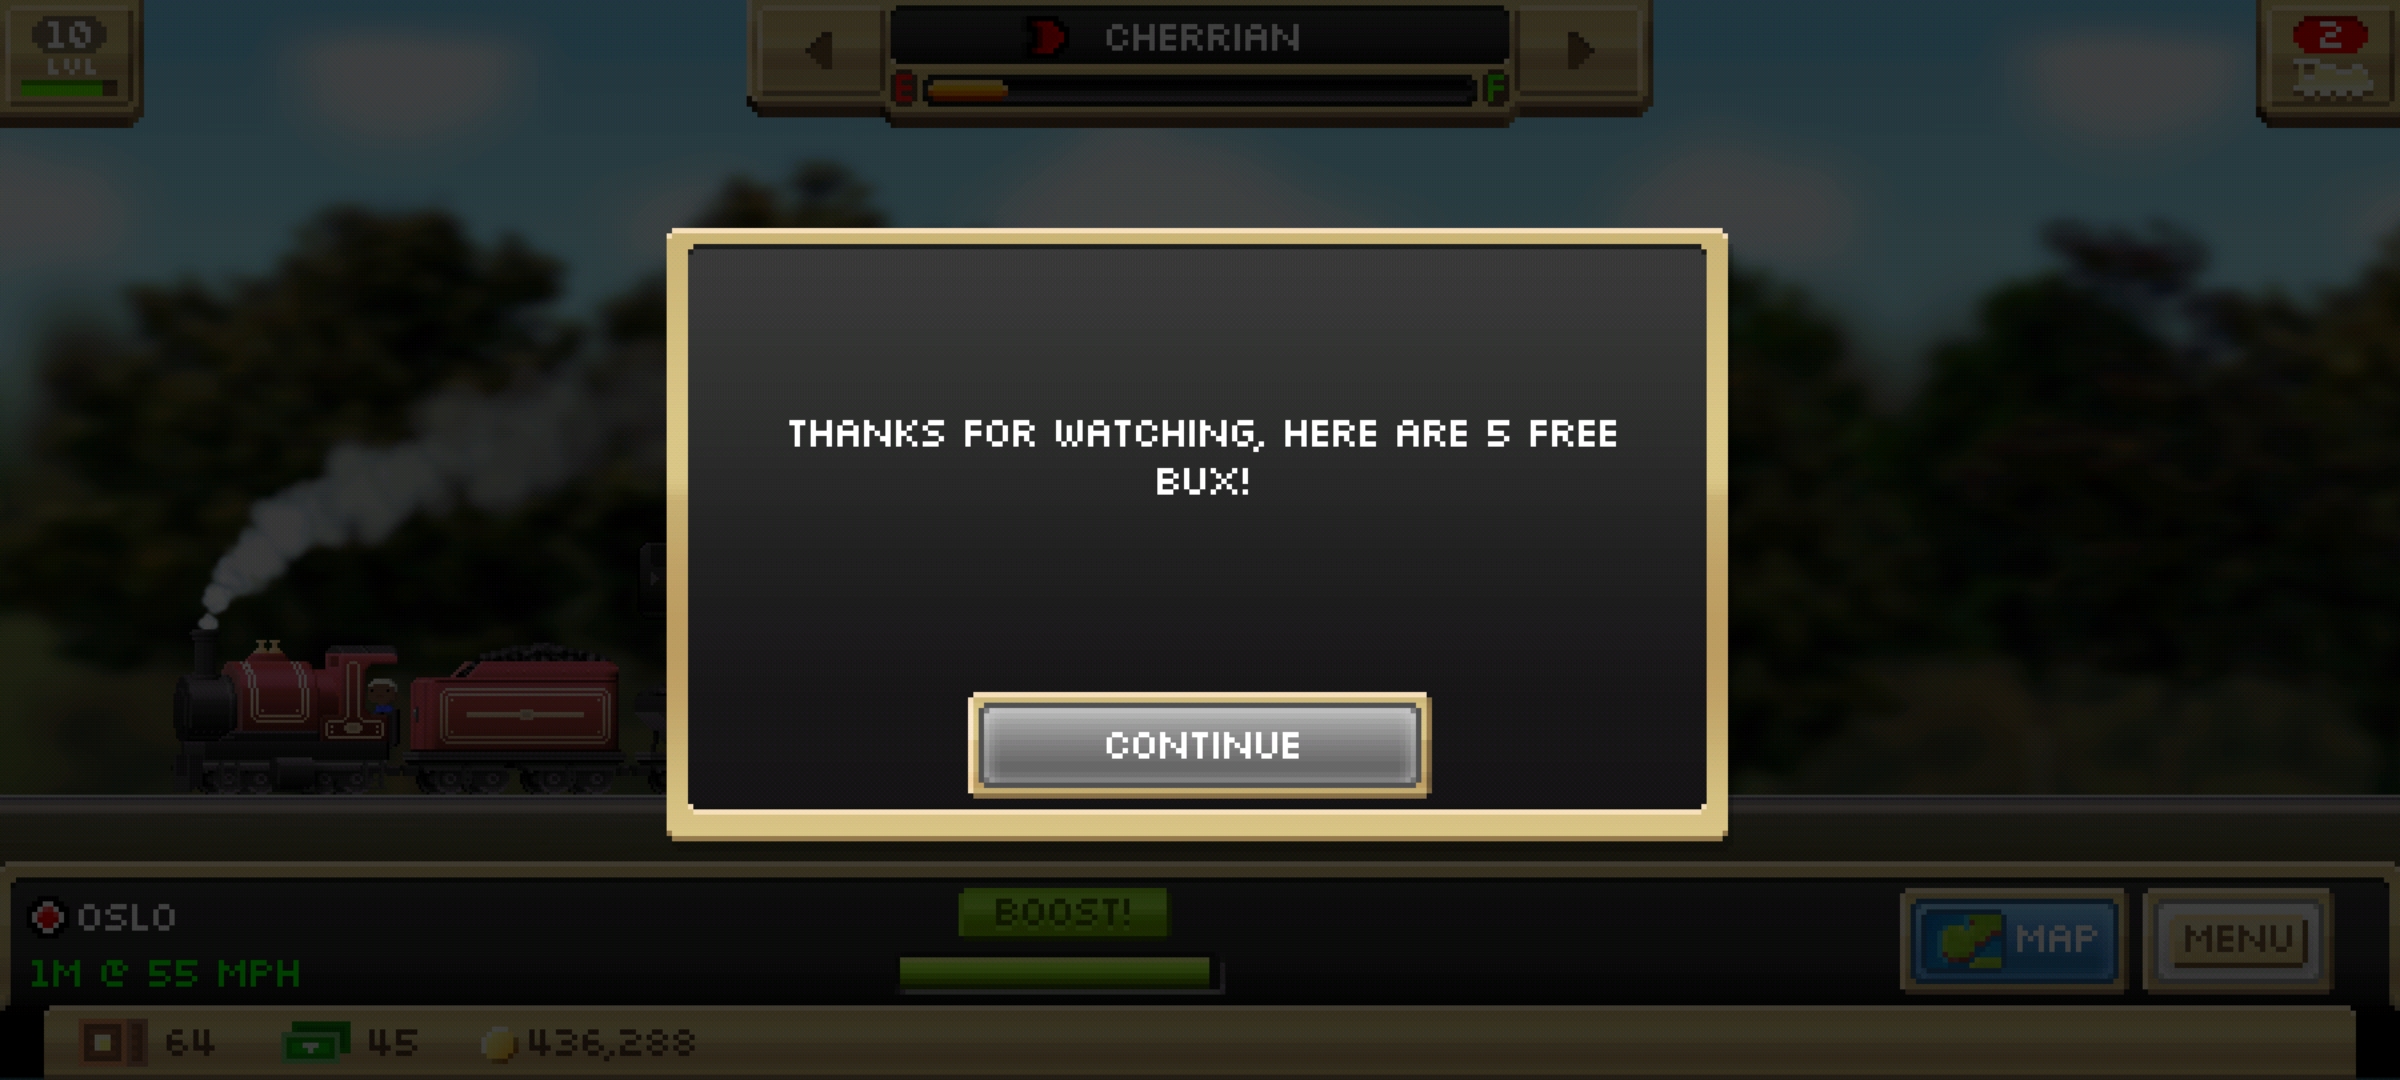 10
LVL
CHERRIAN
E F
2
THANKS FOR WATCHING, HERE ARE 5 FREE
BUX!
CONTINUE
OSLO
1M @ 55 MPH
BOOST!
MAP
MENU
64 45 436,288